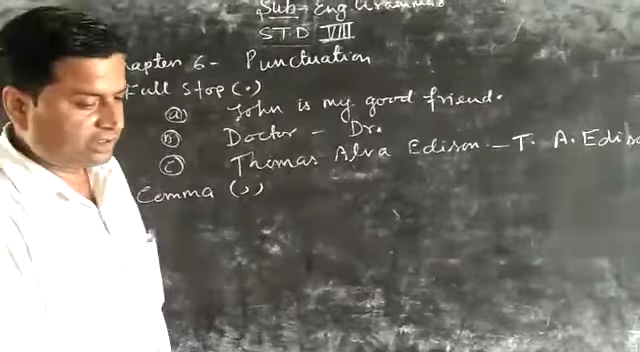 Sub- Eng Grammar
STD VIII
Chapter 6- Punctuation
Full Stop (.)
(a) John is my good friend.
(b) Doctor - Dr.
(c) Thomas Alva Edison - T. A. Edis
Comma (,)